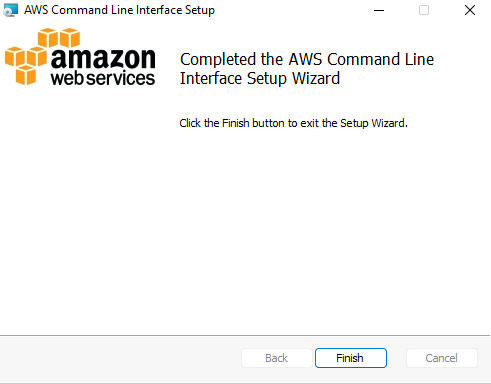 AWS Command Line Interface Setup
amazon
webservices
Completed the AWS Command Line
Interface Setup Wizard
Click the Finish button to exit the Setup Wizard.
Back
Finish
Cancel